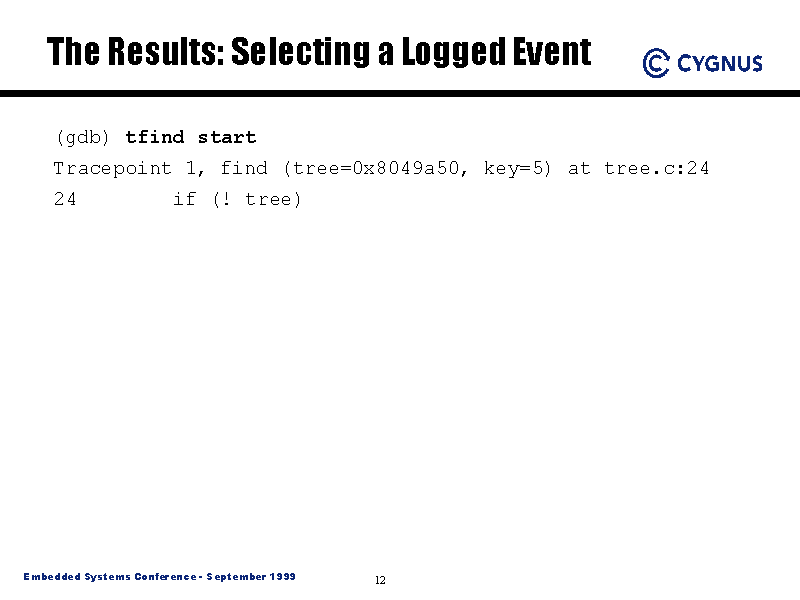 The Results: Selecting a Logged Event
CYGNUS
(gdb) tfind start
Tracepoint 1, find (tree=0x8049a50, key=5) at tree.c:24
24        if (! tree)
Embedded Systems Conference - September 1999
12